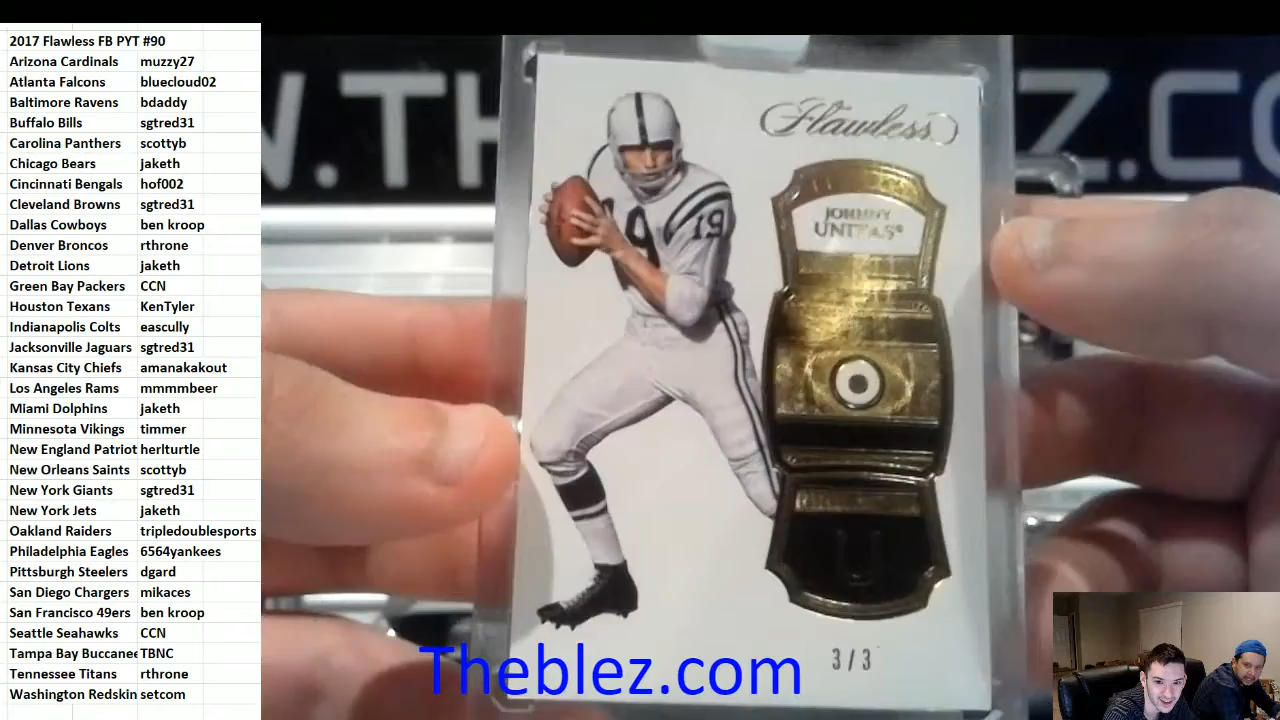 2017 Flawless FB PYT #90
Arizona Cardinals muzzy27
Atlanta Falcons bluecloud02
Baltimore Ravens bdaddy
Buffalo Bills sgtred31
Carolina Panthers scottyb
Chicago Bears jaketh
Cincinnati Bengals hof002
Cleveland Browns sgtred31
Dallas Cowboys ben kroop
Denver Broncos rthrone
Detroit Lions jaketh
Green Bay Packers CCN
Houston Texans KenTyler
Indianapolis Colts eascully
Jacksonville Jaguars sgtred31
Kansas City Chiefs amanakakout
Los Angeles Rams mmmmbeer
Miami Dolphins jaketh
Minnesota Vikings timmer
New England Patriot herlturtle
New Orleans Saints scottyb
New York Giants sgtred31
New York Jets jaketh
Oakland Raiders tripledoublesports
Philadelphia Eagles 6564yankees
Pittsburgh Steelers dgard
San Diego Chargers mikaces
San Francisco 49ers ben kroop
Seattle Seahawks CCN
Tampa Bay Buccanee TBNC
Tennessee Titans rthrone
Washington Redskin setcom
W.TH Z.CO
Flawless
JOHNNY
UNITAS®
19
9
U
3/3
Theblez.com